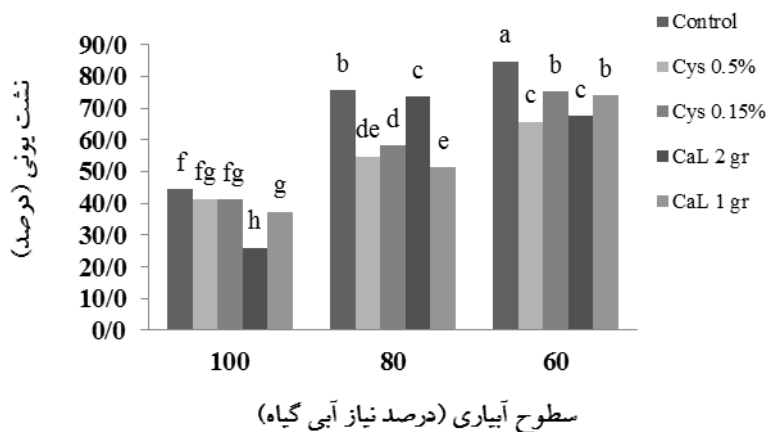 Control
Cys 0.5%
Cys 0.15%
CaL 2 gr
CaL 1 gr
نشت یونی (درصد)
90/0
80/0
70/0
60/0
50/0
40/0
30/0
20/0
10/0
0/0
f fg fg h g
b de d c e
a c b c b
100 80 60
سطوح آبیاری (درصد نیاز آبی گیاه)